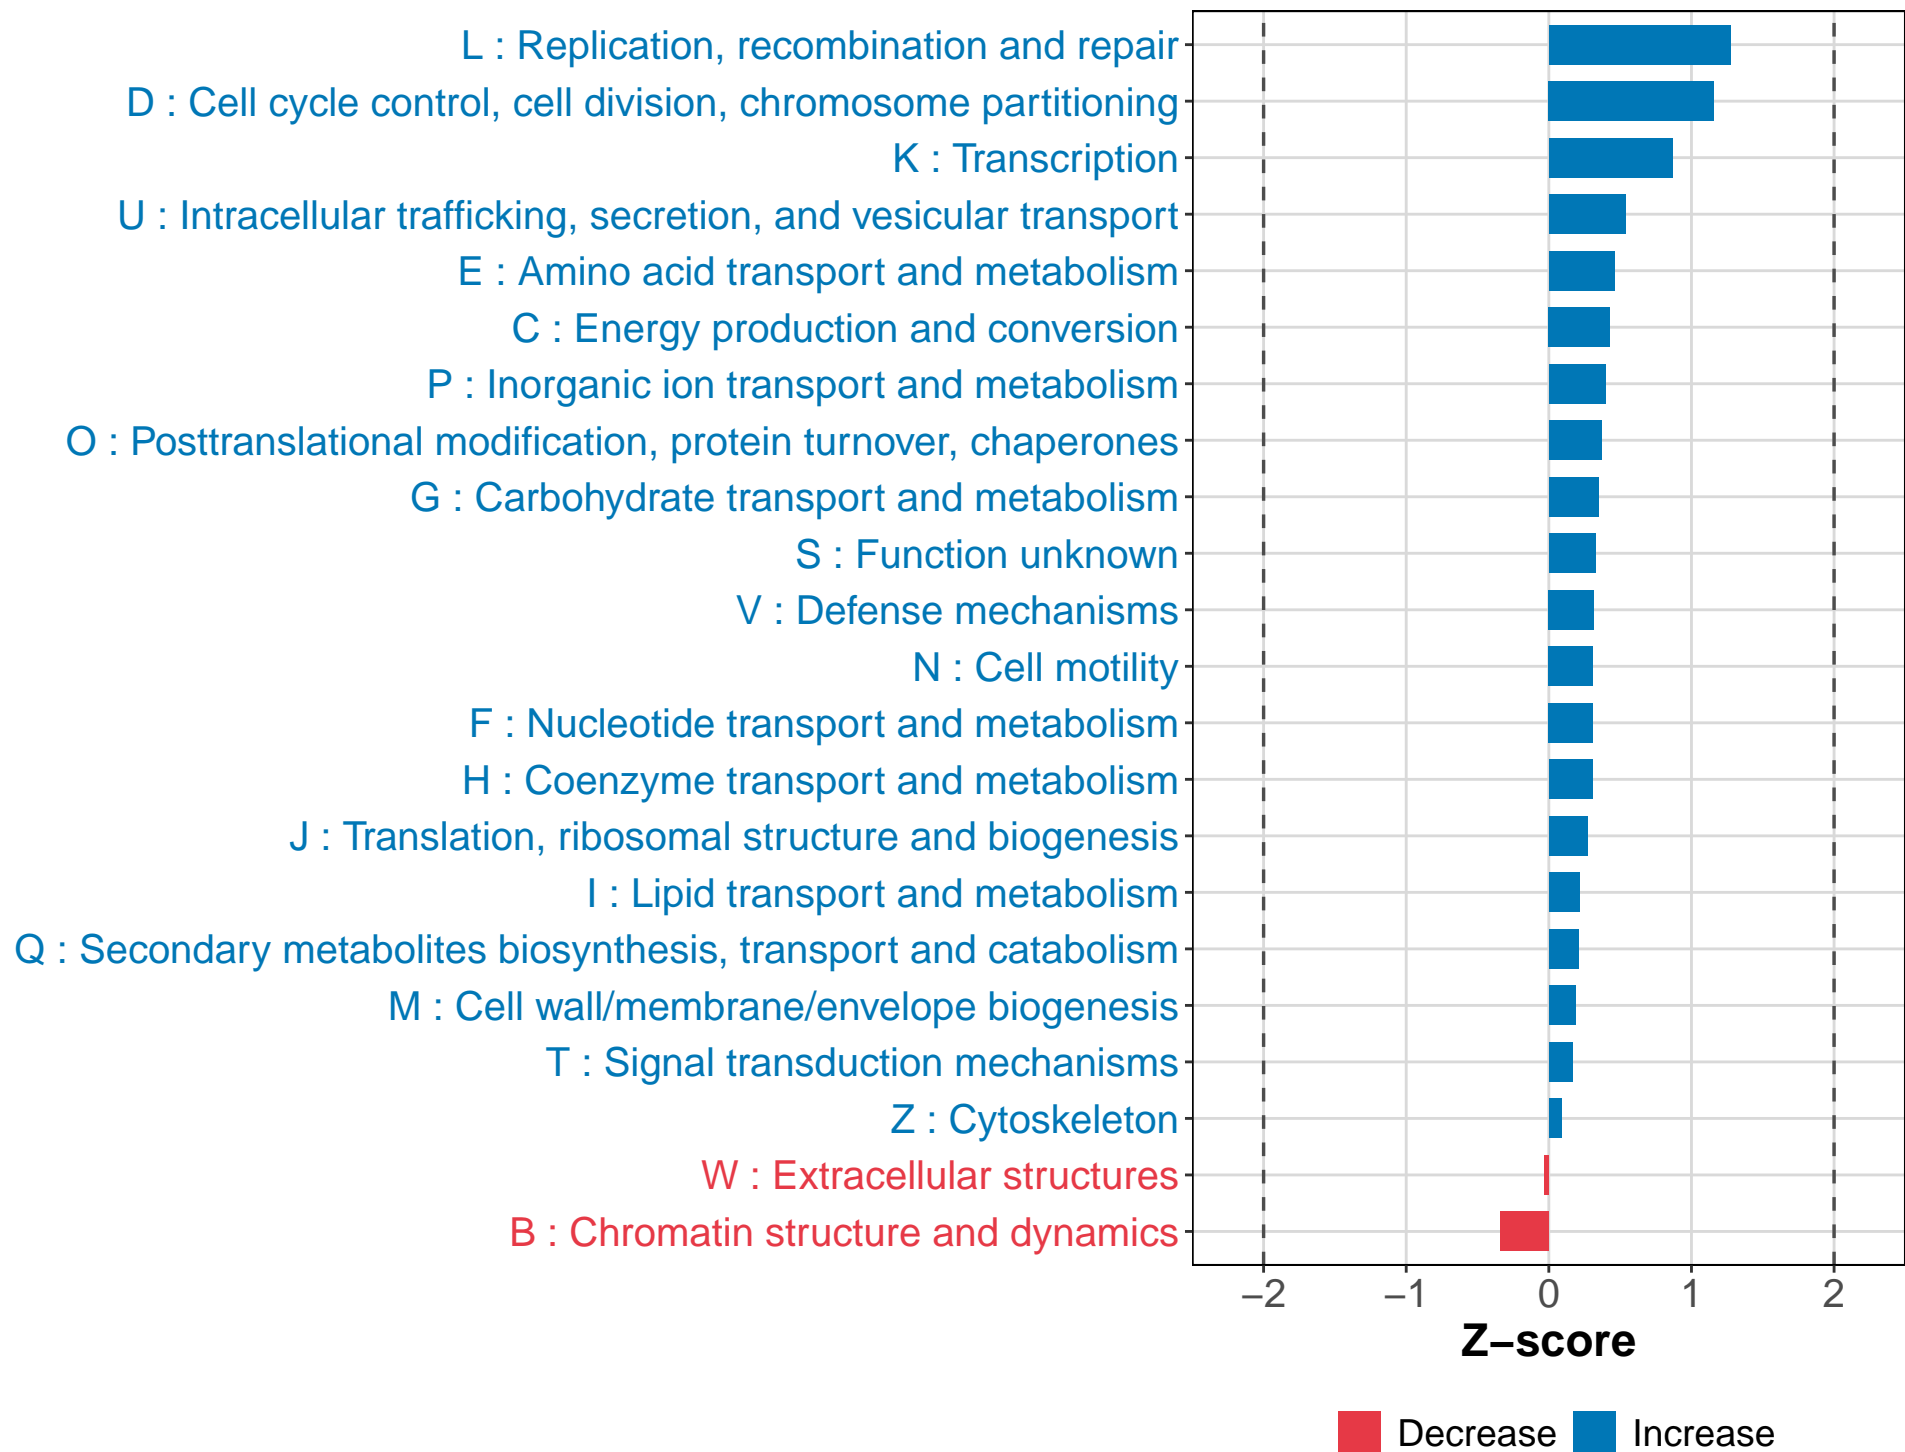 L : Replication, recombination and repair
D : Cell cycle control, cell division, chromosome partitioning
K : Transcription
U : Intracellular trafficking, secretion, and vesicular transport
E : Amino acid transport and metabolism
C : Energy production and conversion
P : Inorganic ion transport and metabolism
O : Posttranslational modification, protein turnover, chaperones
G : Carbohydrate transport and metabolism
S : Function unknown
V : Defense mechanisms
N : Cell motility
F : Nucleotide transport and metabolism
H : Coenzyme transport and metabolism
J : Translation, ribosomal structure and biogenesis
I : Lipid transport and metabolism
Q : Secondary metabolites biosynthesis, transport and catabolism
M : Cell wall/membrane/envelope biogenesis
T : Signal transduction mechanisms
Z : Cytoskeleton
W : Extracellular structures
B : Chromatin structure and dynamics
−2 −1 0 1 2
Z−score
Decrease Increase